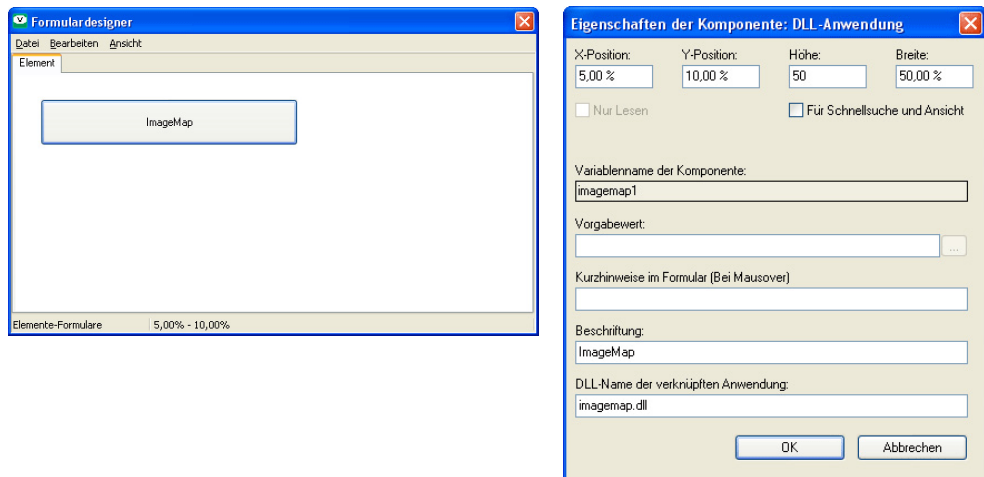 Formulardesigner
Datei Bearbeiten Ansicht
Element
ImageMap
Elemente-Formulare 5,00% - 10,00%
Eigenschaften der Komponente: DLL-Anwendung
X-Position: Y-Position: Höhe: Breite:
5,00 % 10,00 % 50 50,00 %
Nur Lesen Für Schnellsuche und Ansicht
Variablenname der Komponente:
imagemap1
Vorgabewert:
...
Kurzhinweise im Formular (Bei Mausover)
Beschriftung:
ImageMap
DLL-Name der verknüpften Anwendung:
imagemap.dll
OK Abbrechen